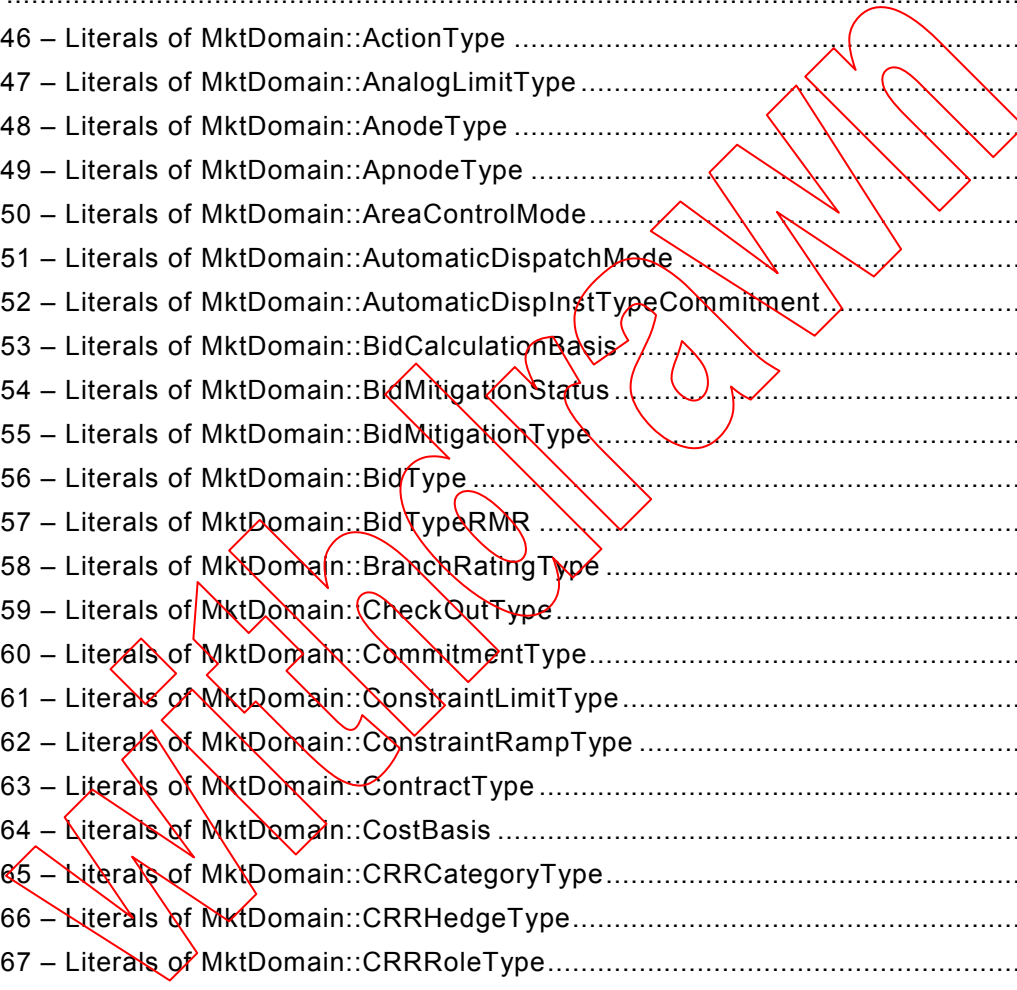 46 – Literals of MktDomain::ActionType
47 – Literals of MktDomain::AnalogLimitType
48 – Literals of MktDomain::AnodeType
49 – Literals of MktDomain::ApnodeType
50 – Literals of MktDomain::AreaControlMode
51 – Literals of MktDomain::AutomaticDispatchMode
52 – Literals of MktDomain::AutomaticDispInstTypeCommitment
53 – Literals of MktDomain::BidCalculationBasis
54 – Literals of MktDomain::BidMitigationStatus
55 – Literals of MktDomain::BidMitigationType
56 – Literals of MktDomain::BidType
57 – Literals of MktDomain::BidTypeRMR
58 – Literals of MktDomain::BranchRatingType
59 – Literals of MktDomain::CheckOutType
60 – Literals of MktDomain::CommitmentType
61 – Literals of MktDomain::ConstraintLimitType
62 – Literals of MktDomain::ConstraintRampType
63 – Literals of MktDomain::ContractType
64 – Literals of MktDomain::CostBasis
65 – Literals of MktDomain::CRRCategoryType
66 – Literals of MktDomain::CRRHedgeType
67 – Literals of MktDomain::CRRRoleType
withdrawn